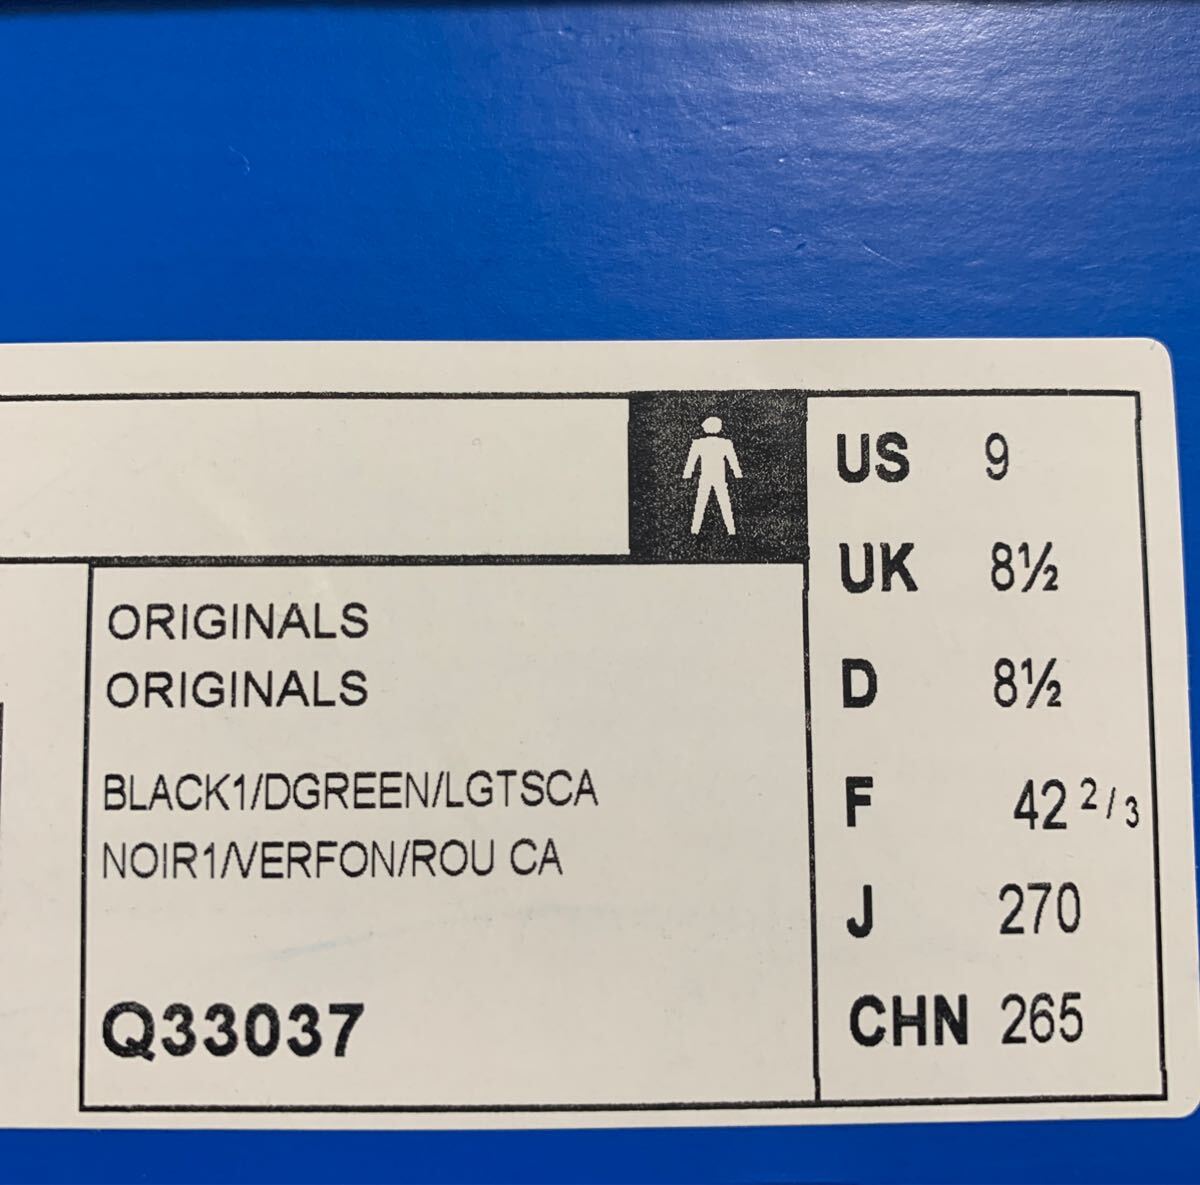 ORIGINALS
ORIGINALS
BLACK1/DGREEN/LGTSCA
NOIR1/VERFON/ROU CA
Q33037
US 9
UK 8½
D 8½
F 42 2/3
J 270
CHN 265